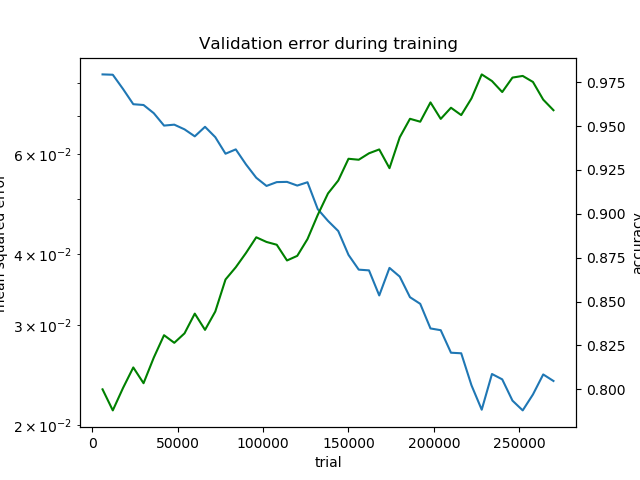 Validation error during training
mean squared error
6 × 10⁻²
4 × 10⁻²
3 × 10⁻²
2 × 10⁻²
0.975
0.950
0.925
0.900
0.875
0.850
0.825
0.800
accuracy
0 50000 100000 150000 200000 250000
trial